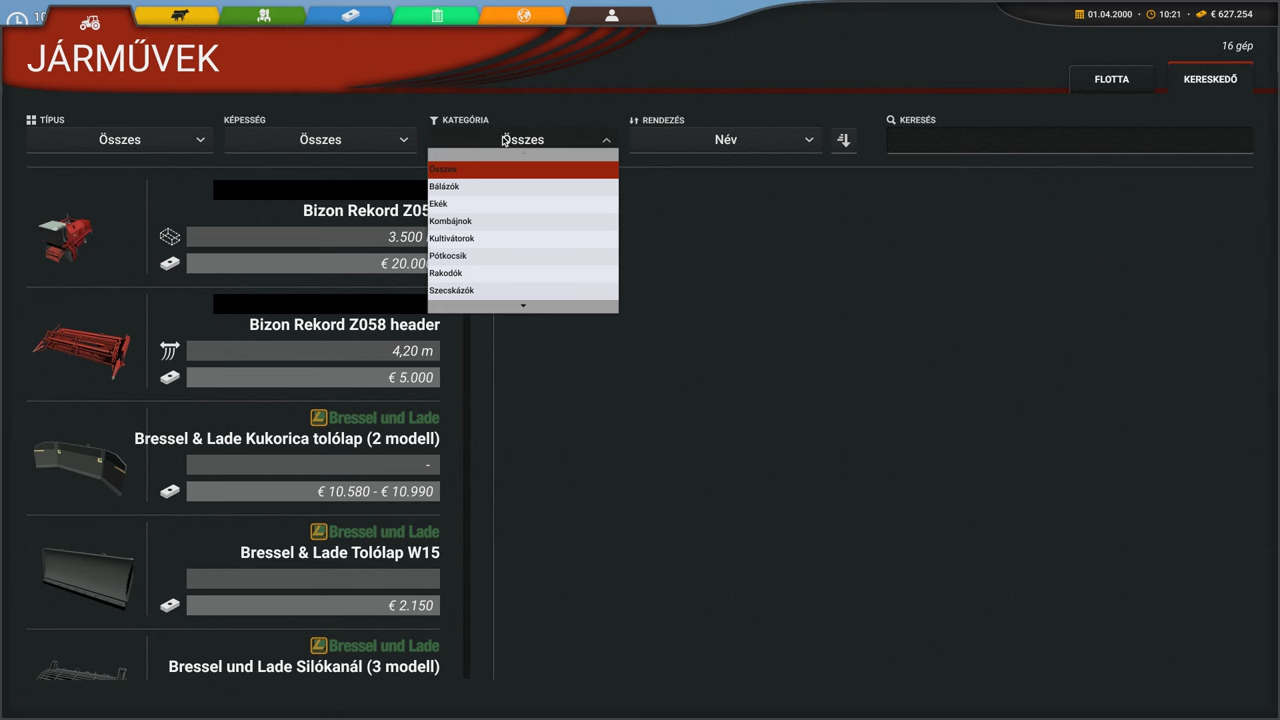 10
01.04.2000 • 10:21 • € 627.254
JÁRMŰVEK
16 gép
FLOTTA
KERESKEDŐ
TÍPUS
KÉPESSÉG
KATEGÓRIA
RENDEZÉS
KERESÉS
Összes
Összes
Összes
Név
Összes
Bálázók
Ekék
Kombájnok
Kultivátorok
Pótkocsik
Rakodók
Szecskázók
Bizon Rekord Z05
3.500
€ 20.00
Bizon Rekord Z058 header
4,20 m
€ 5.000
Bressel und Lade
Bressel & Lade Kukorica tolólap (2 modell)
-
€ 10.580 - € 10.990
Bressel und Lade
Bressel & Lade Tolólap W15
€ 2.150
Bressel und Lade
Bressel und Lade Silókanál (3 modell)